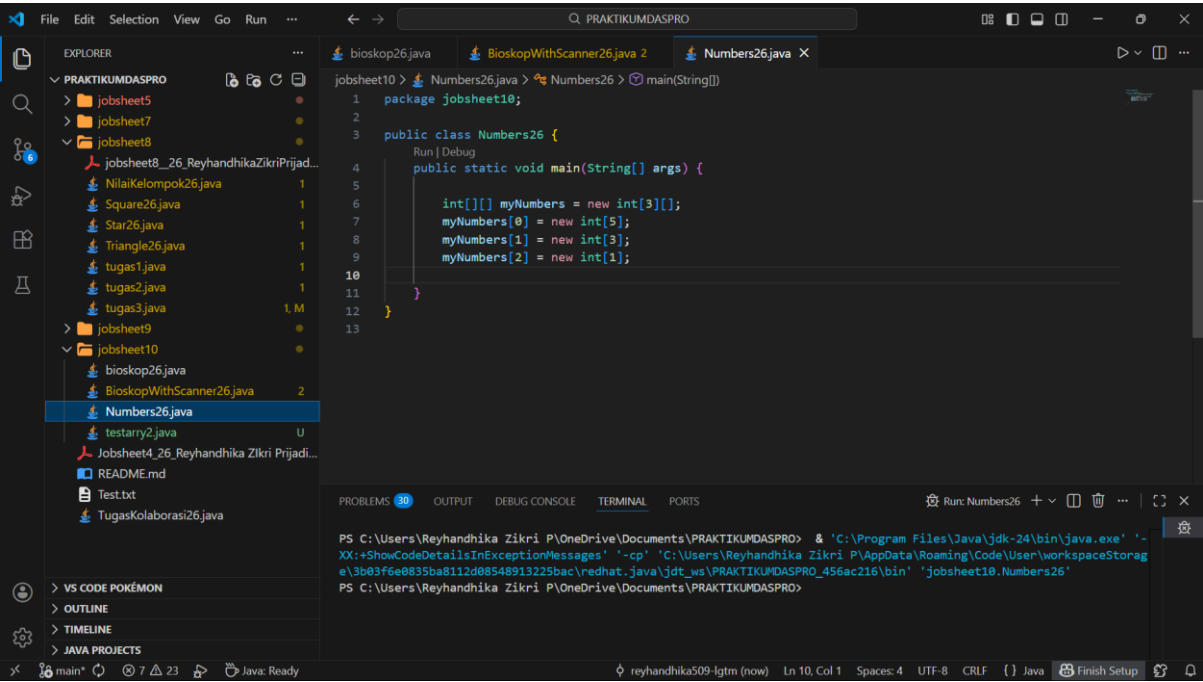 File Edit Selection View Go Run ...
PRAKTIKUMDASPRO
EXPLORER
PRAKTIKUMDASPRO
jobsheet5
jobsheet7
jobsheet8
jobsheet8__26_ReyhandhikaZikriPrijad...
NilaiKelompok26.java 1
Square26.java 1
Star26.java 1
Triangle26.java 1
tugas1.java 1
tugas2.java 1
tugas3.java 1, M
jobsheet9
jobsheet10
bioskop26.java
BioskopWithScanner26.java 2
Numbers26.java
testarry2.java U
Jobsheet4_26_Reyhandhika ZIkri Prijadi...
README.md
Test.txt
TugasKolaborasi26.java
VS CODE POKÉMON
OUTLINE
TIMELINE
JAVA PROJECTS
6
bioskop26.java BioskopWithScanner26.java 2 Numbers26.java
jobsheet10 > Numbers26.java > Numbers26 > main(String[])
1 package jobsheet10;
2
3 public class Numbers26 {
Run | Debug
4 public static void main(String[] args) {
5
6 int[][] myNumbers = new int[3][];
7 myNumbers[0] = new int[5];
8 myNumbers[1] = new int[3];
9 myNumbers[2] = new int[1];
10
11 }
12 }
13
PROBLEMS 30 OUTPUT DEBUG CONSOLE TERMINAL PORTS Run: Numbers26
PS C:\Users\Reyhandhika Zikri P\OneDrive\Documents\PRAKTIKUMDASPRO> & 'C:\Program Files\Java\jdk-24\bin\java.exe' '-
XX:+ShowCodeDetailsInExceptionMessages' '-cp' 'C:\Users\Reyhandhika Zikri P\AppData\Roaming\Code\User\workspaceStorag
e\3b03f6e0835ba8112d08548913225bac\redhat.java\jdt_ws\PRAKTIKUMDASPRO_456ac216\bin' 'jobsheet10.Numbers26'
PS C:\Users\Reyhandhika Zikri P\OneDrive\Documents\PRAKTIKUMDASPRO>
main* 7 23 Java: Ready reyhandhika509-lgtm (now) Ln 10, Col 1 Spaces: 4 UTF-8 CRLF { } Java Finish Setup